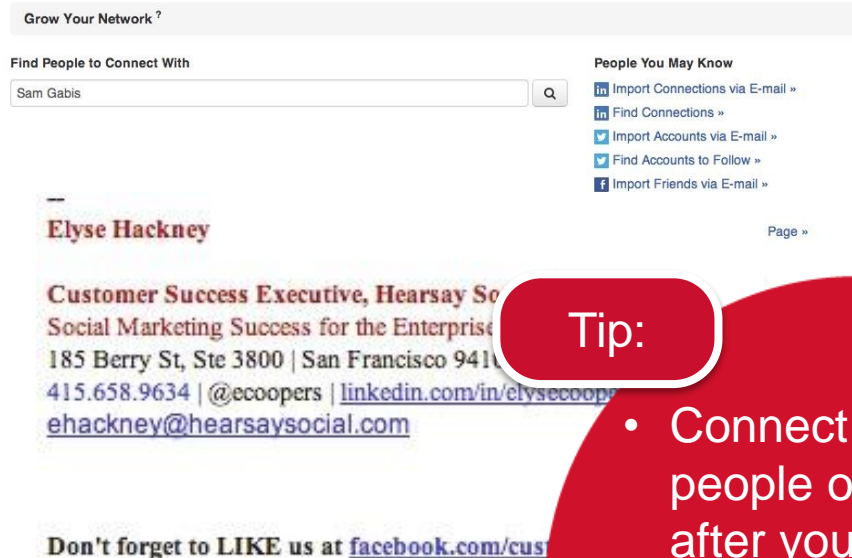 Grow Your Network ?
Find People to Connect With
Sam Gabis
People You May Know
Import Connections via E-mail »
Find Connections »
Import Accounts via E-mail »
Find Accounts to Follow »
Import Friends via E-mail »
Page »
--
Elyse Hackney
Customer Success Executive, Hearsay
Social Marketing Success for the Enterprise
185 Berry St, Ste 3800 | San Francisco
415.658.9634 | @ecoopers | linkedin.com/in/elysecoope
ehackney@hearsaysocial.com
Don't forget to LIKE us at facebook.com/cus
Tip:
• Connect
people
after you